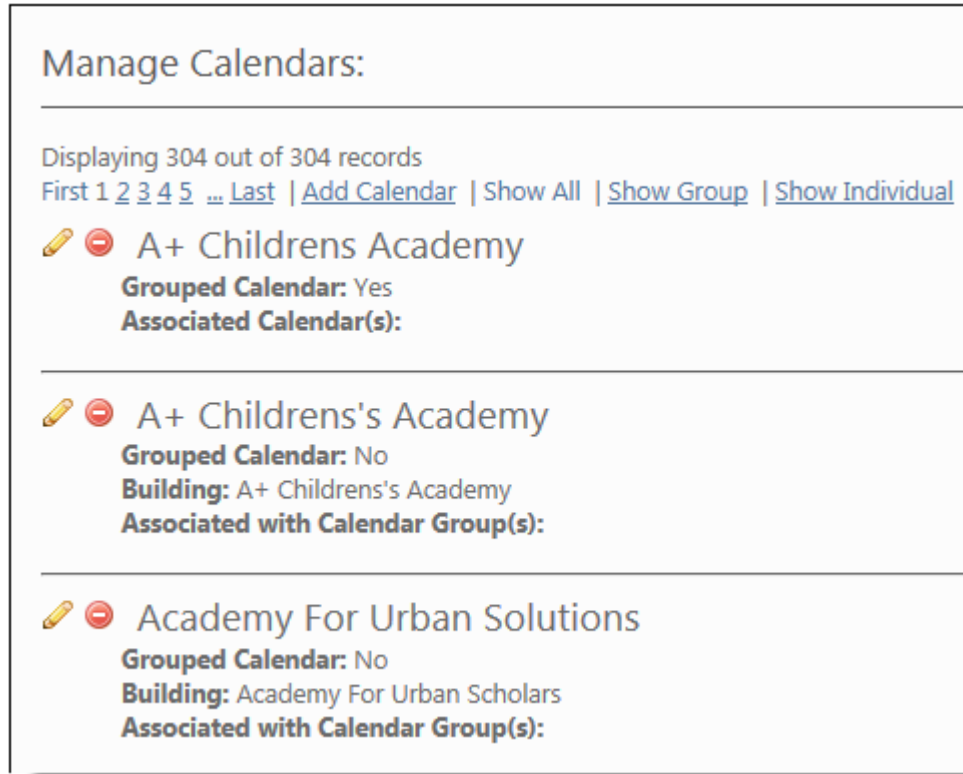 Manage Calendars:
Displaying 304 out of 304 records
First 1 2 3 4 5 ... Last | Add Calendar | Show All | Show Group | Show Individual
A+ Childrens Academy
Grouped Calendar: Yes
Associated Calendar(s):
A+ Childrens's Academy
Grouped Calendar: No
Building: A+ Childrens's Academy
Associated with Calendar Group(s):
Academy For Urban Solutions
Grouped Calendar: No
Building: Academy For Urban Scholars
Associated with Calendar Group(s):